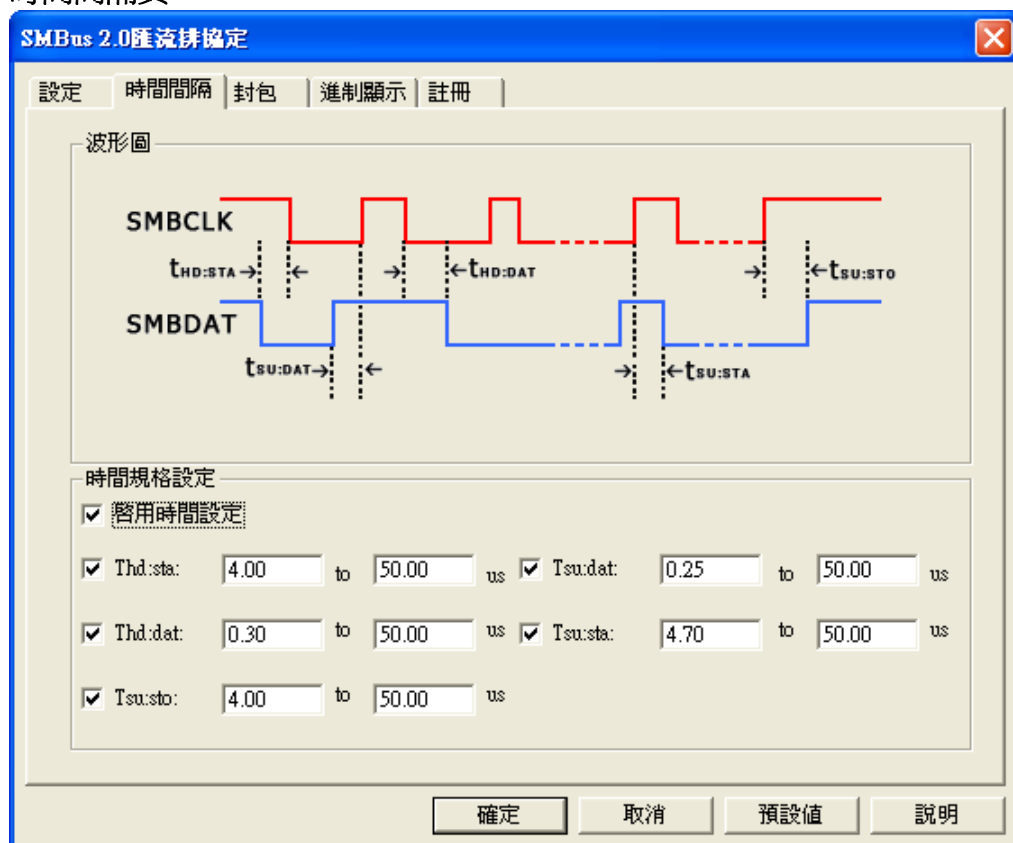 SMBus 2.0匯流排協定
設定 時間間隔 封包 進制顯示 註冊
波形圖
SMBCLK
tHD:STA tHD:DAT tSU:STO
SMBDAT
tSU:DAT tSU:STA
時間規格設定
啓用時間設定
Thd:sta: 4.00 to 50.00 us Tsu:dat: 0.25 to 50.00 us
Thd:dat: 0.30 to 50.00 us Tsu:sta: 4.70 to 50.00 us
Tsu:sto: 4.00 to 50.00 us
確定 取消 預設值 說明